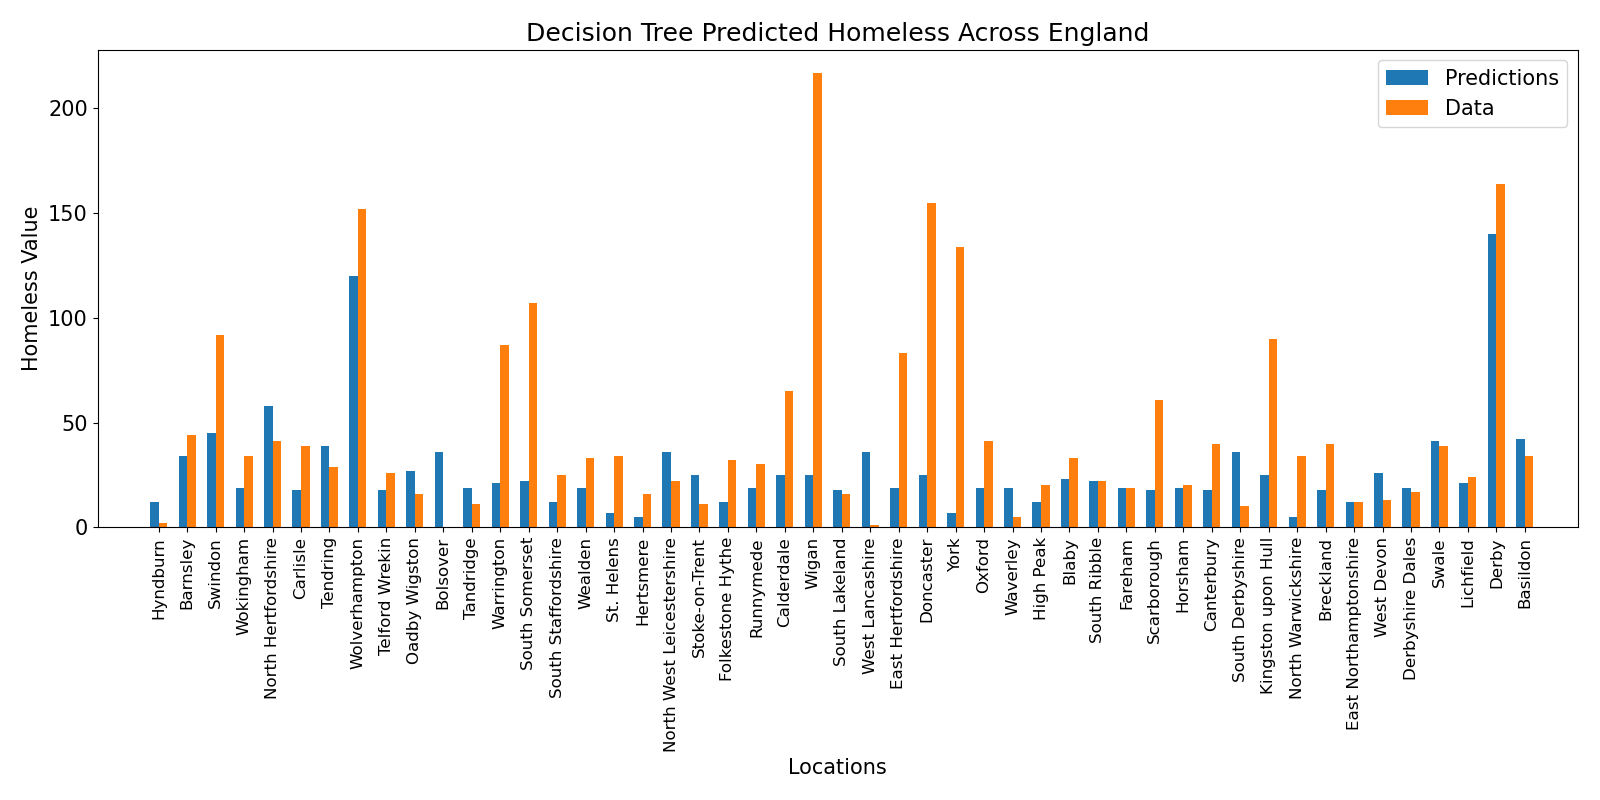 Decision Tree Predicted Homeless Across England
Predictions
Data
Homeless Value
200
150
100
50
0
Hyndburn
Barnsley
Swindon
Wokingham
North Hertfordshire
Carlisle
Tendring
Wolverhampton
Telford Wrekin
Oadby Wigston
Bolsover
Tandridge
Warrington
South Somerset
South Staffordshire
Wealden
St. Helens
Hertsmere
North West Leicestershire
Stoke-on-Trent
Folkestone Hythe
Runnymede
Calderdale
Wigan
South Lakeland
West Lancashire
East Hertfordshire
Doncaster
York
Oxford
Waverley
High Peak
Blaby
South Ribble
Fareham
Scarborough
Horsham
Canterbury
South Derbyshire
Kingston upon Hull
North Warwickshire
Breckland
East Northamptonshire
West Devon
Derbyshire Dales
Swale
Lichfield
Derby
Basildon
Locations